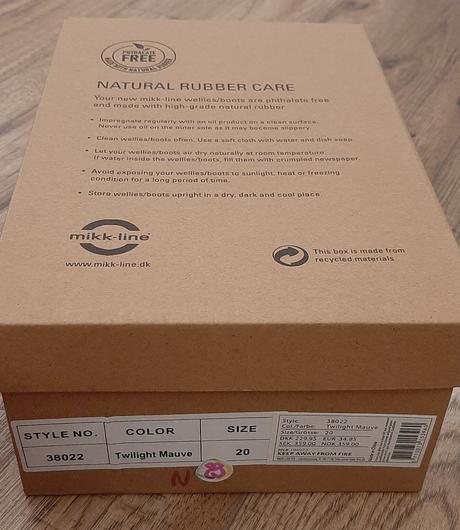 PHTHALATE
FREE
MADE WITH NATURAL RUBBER
NATURAL RUBBER CARE
Your new mikk-line wellies/boots are phthalate free
and made with high-grade natural rubber
• Impregnate regularly with an oil product on a clean surface.
Never use oil on the outer sole as it may become slippery.
• Clean wellies/boots often. Use a soft cloth with water and dish soap.
• Let your wellies/boots air dry naturally at room temperature.
If water inside the wellies/boots, fill them with crumpled newspaper.
• Avoid exposing your wellies/boots to sunlight, heat or freezing
condition for a long period of time.
• Store wellies/boots upright in a dry, dark and cool place.
mikk-line
www.mikk-line.dk
This box is made from
recycled materials
STYLE NO. COLOR SIZE
38022 Twilight Mauve 20
Style: 38022
Col./Farbe: Twilight Mauve
Size/Grösse: 20
DKK 229.95 EUR 34.95
SEK 359.00 NOK 359.00
KEEP AWAY FROM FIRE
N